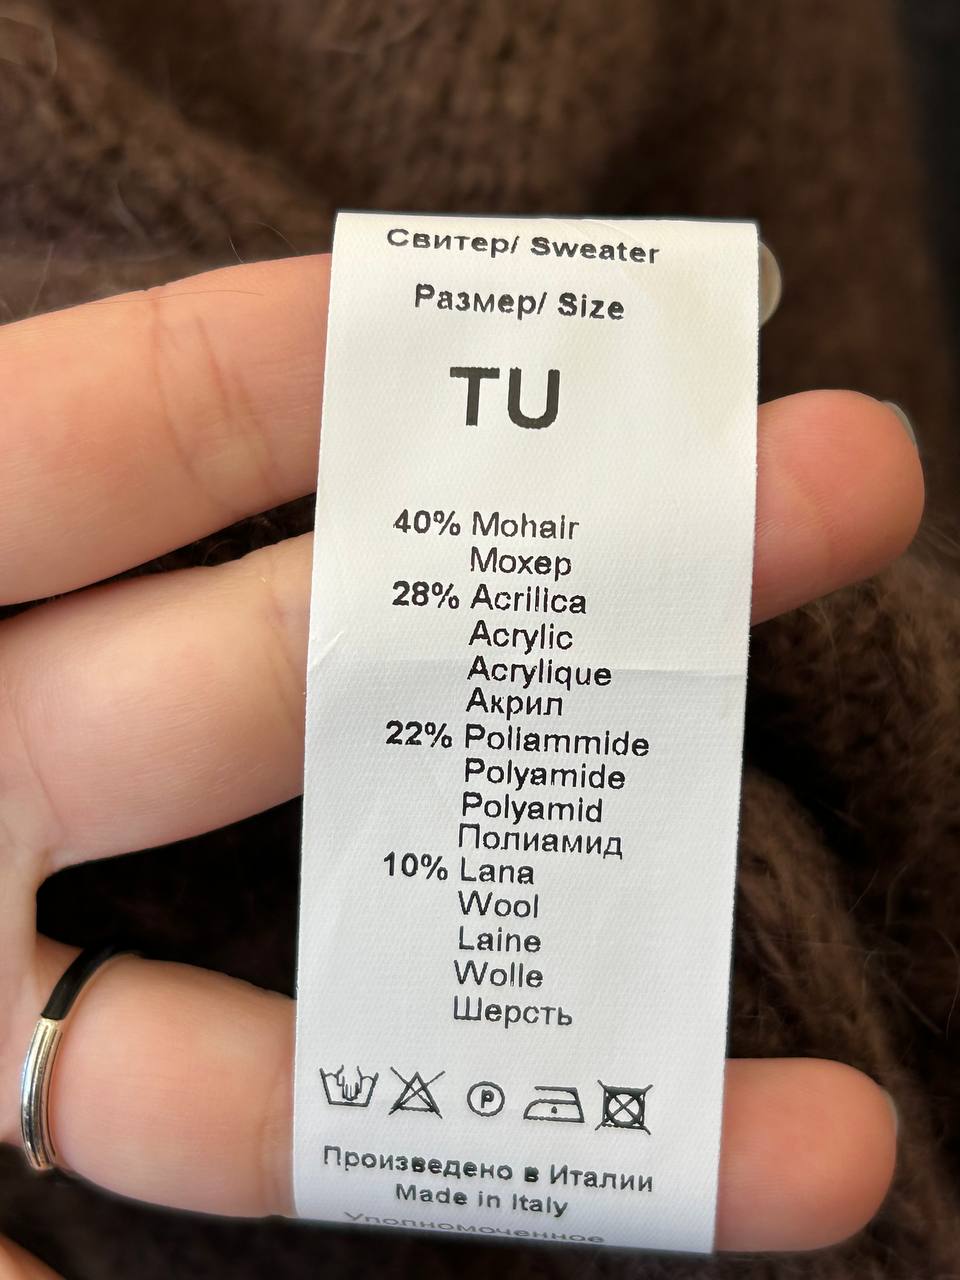 Свитер/ Sweater
Размер/ Size
TU
40% Mohair
Мохер
28% Acrilica
Acrylic
Acrylique
Акрил
22% Poliammide
Polyamide
Polyamid
Полиамид
10% Lana
Wool
Laine
Wolle
Шерсть
P
Произведено в Италии
Made in Italy
Уполномоченное